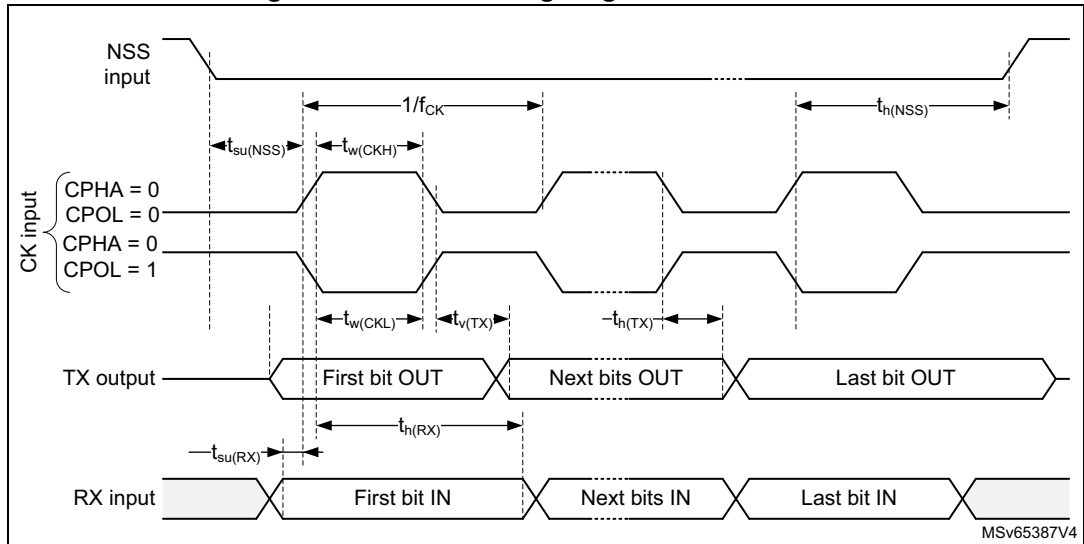 NSS
input
1/fCK
th(NSS)
tsu(NSS)
tw(CKH)
CK input
CPHA = 0
CPOL = 0
CPHA = 0
CPOL = 1
tw(CKL)
tv(TX)
th(TX)
TX output
First bit OUT
Next bits OUT
Last bit OUT
th(RX)
tsu(RX)
RX input
First bit IN
Next bits IN
Last bit IN
MSv65387V4